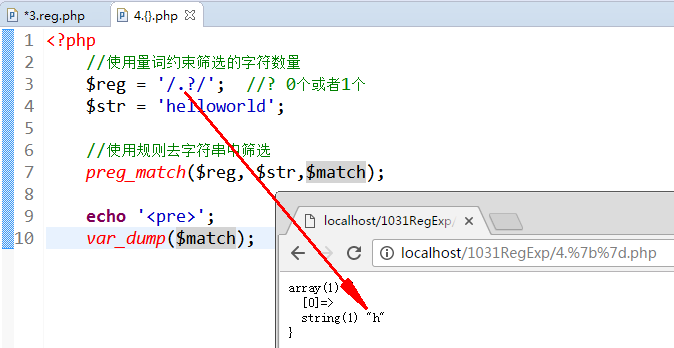 *3.reg.php
4.{}.php
1 <?php
2 //使用量词约束筛选的字符数量
3 $reg = '/.?/'; //? 0个或者1个
4 $str = 'helloworld';
5
6 //使用规则去字符串中筛选
7 preg_match($reg, $str,$match);
8
9 echo '<pre>';
10 var_dump($match);
localhost/1031RegExp/
localhost/1031RegExp/4.%7b%7d.php
array(1)
[0]=>
string(1) "h"
}